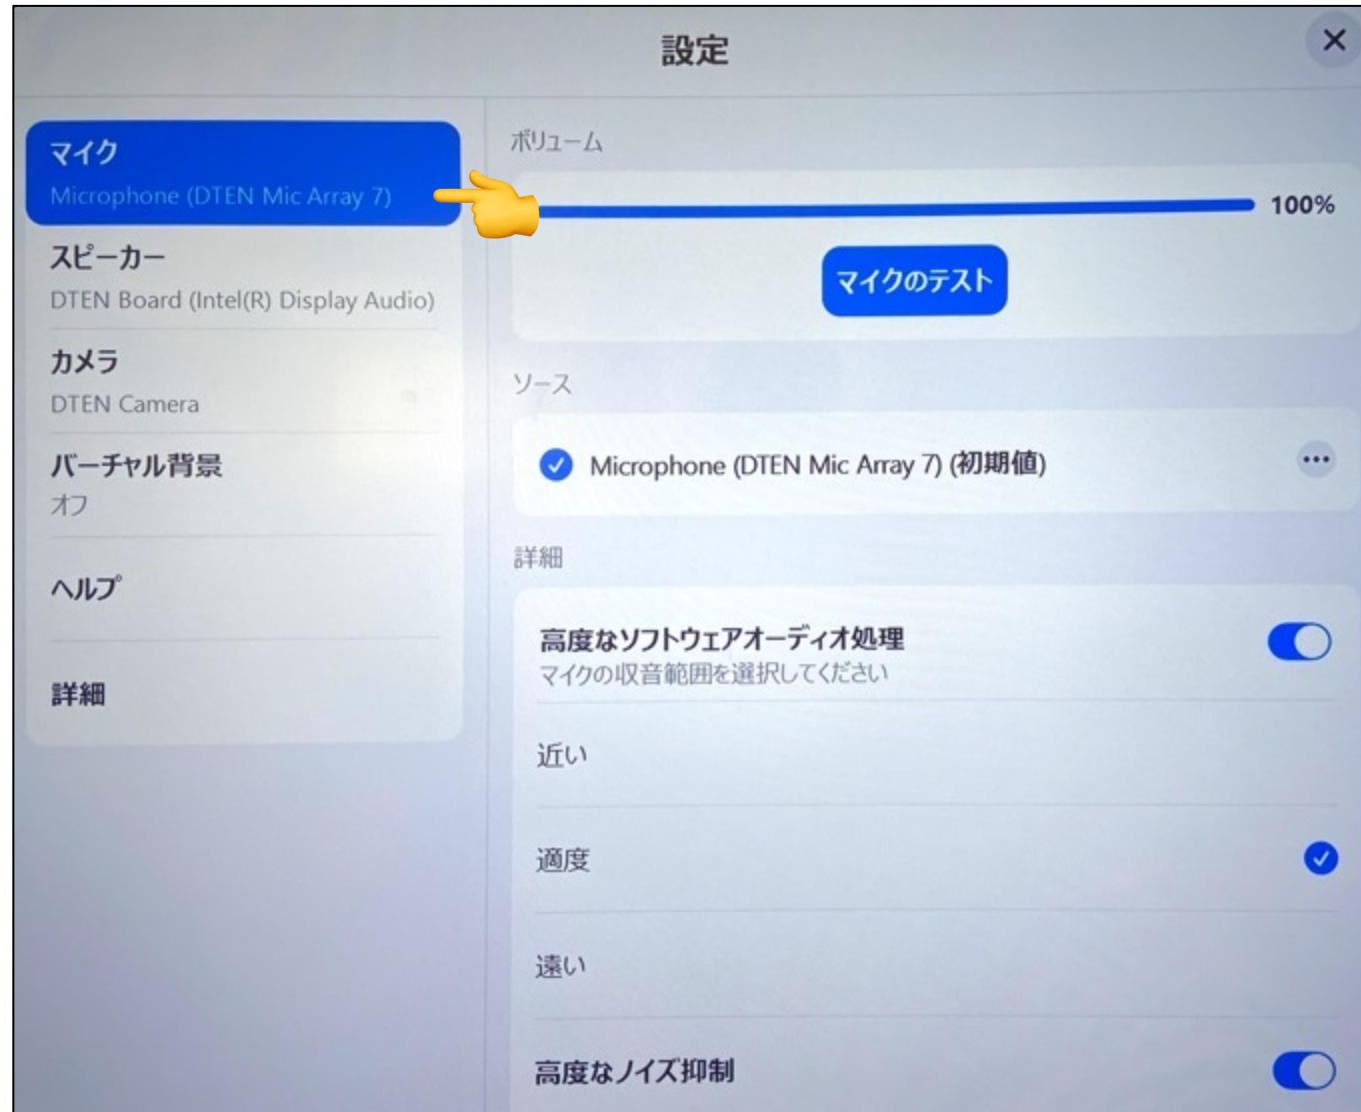 設定
マイク
Microphone (DTEN Mic Array 7)
スピーカー
DTEN Board (Intel(R) Display Audio)
カメラ
DTEN Camera
バーチャル背景
オフ
ヘルプ
詳細
ボリューム
100%
マイクのテスト
ソース
Microphone (DTEN Mic Array 7) (初期値)
詳細
高度なソフトウェアオーディオ処理
マイクの収音範囲を選択してください
近い
適度
遠い
高度なノイズ抑制